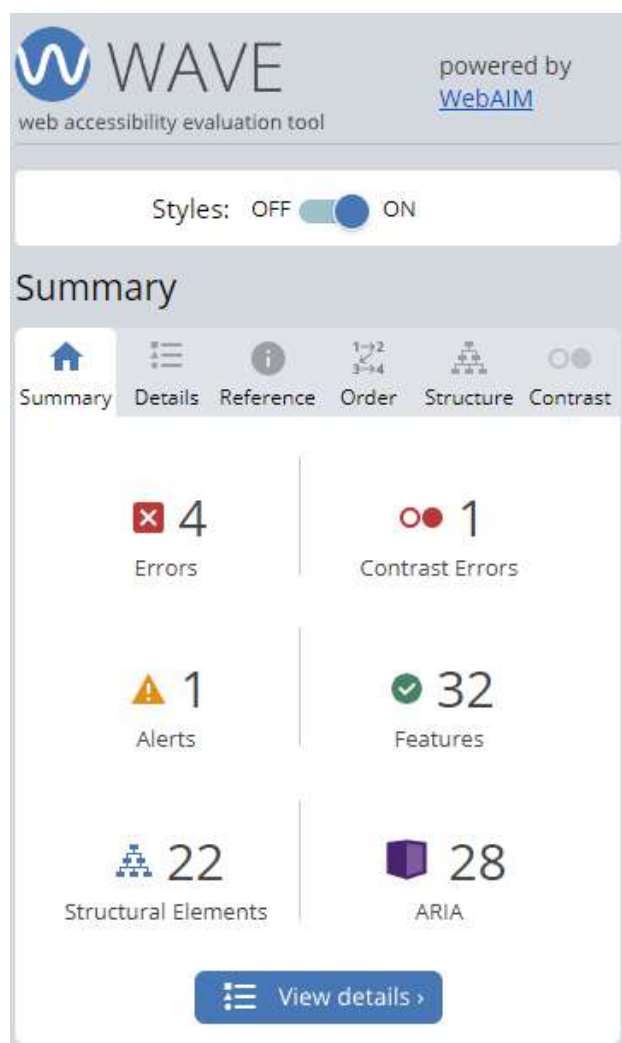 WAVE
powered by
WebAIM
web accessibility evaluation tool
Styles: OFF ON
Summary
1→2
3→4
Summary Details Reference Order Structure Contrast
4 1
Errors Contrast Errors
1 32
Alerts Features
22 28
Structural Elements ARIA
View details ›